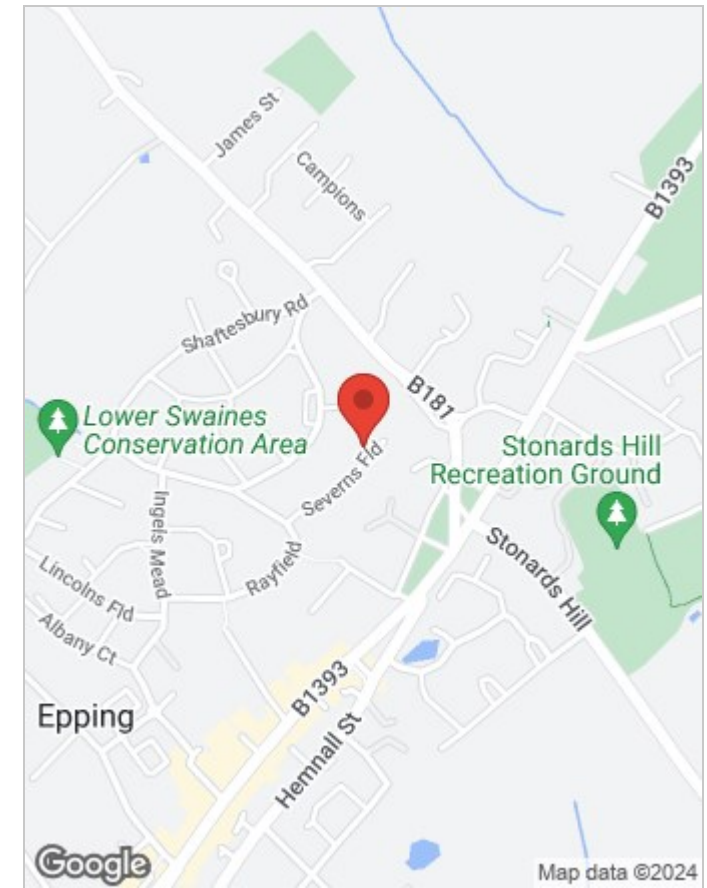 James St
Campions
B1393
Shaftesbury Rd
B181
Lower Swaines
Conservation Area
Stonards Hill
Recreation Ground
Severns Fld
Ingels Mead
Rayfield
Stonards Hill
Lincolns Fld
Albany Ct
Epping
B1393
Hemnall St
Google
Map data ©2024